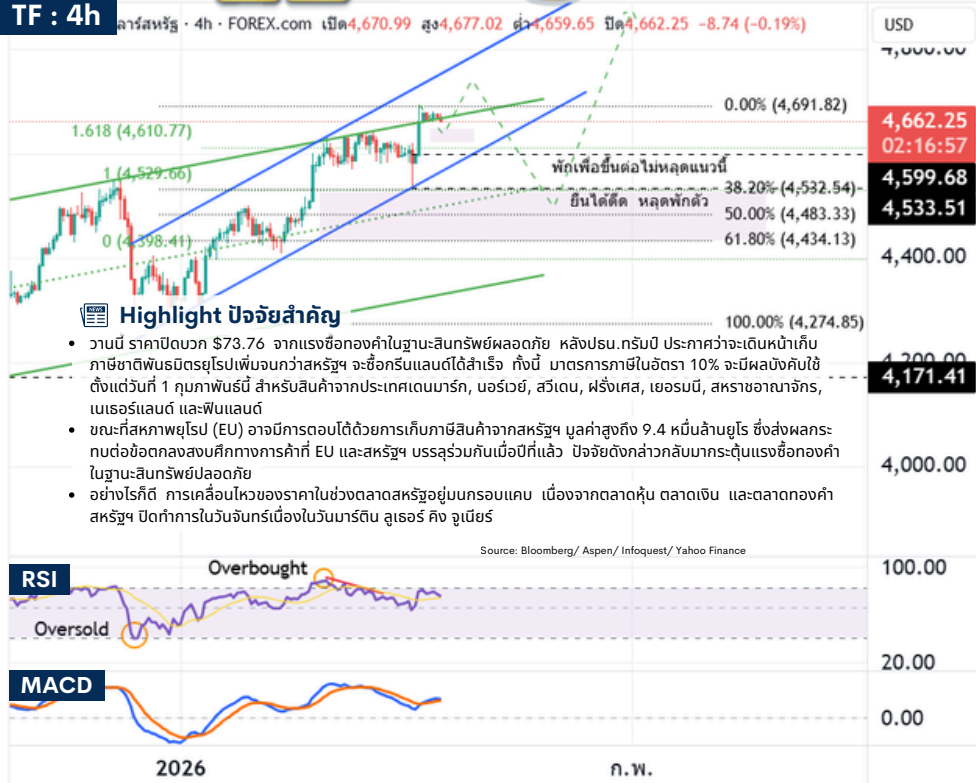 TF : 4h
ลาร์สหรัฐ · 4h · FOREX.com เปิด4,670.99 สูง4,677.02 ต่ำ4,659.65 ปิด4,662.25 −8.74 (−0.19%)
USD
4,800.00
0.00% (4,691.82)
4,662.25
02:16:57
1.618 (4,610.77)
พักเพื่อขึ้นต่อไม่หลุดแนวนี้
4,599.68
1 (4,529.66)
38.20% (4,532.54)
4,533.51
ยืนได้ดีด หลุดพักตัว
50.00% (4,483.33)
0 (4,398.41)
61.80% (4,434.13)
4,400.00
Highlight ปัจจัยสำคัญ
100.00% (4,274.85)
4,200.00
4,171.41
4,000.00
• วานนี้ ราคาปิดบวก $73.76 จากแรงซื้อทองคำในฐานะสินทรัพย์ผลอดภัย หลังปธน.ทรัมป์ ประกาศว่าจะเดินหน้าเก็บ
ภาษีชาติพันธมิตรยุโรปเพิ่มจนกว่าสหรัฐฯ จะซื้อกรีนแลนด์ได้สำเร็จ ทั้งนี้ มาตรการภาษีในอัตรา 10% จะมีผลบังคับใช้
ตั้งแต่วันที่ 1 กุมภาพันธ์นี้ สำหรับสินค้าจากประเทศเดนมาร์ก, นอร์เวย์, สวีเดน, ฝรั่งเศส, เยอรมนี, สหราชอาณาจักร,
เนเธอร์แลนด์ และฟินแลนด์
• ขณะที่สหภาพยุโรป (EU) อาจมีการตอบโต้ด้วยการเก็บภาษีสินค้าจากสหรัฐฯ มูลค่าสูงถึง 9.4 หมื่นล้านยูโร ซึ่งส่งผลกระ
ทบต่อข้อตกลงสงบศึกทางการค้าที่ EU และสหรัฐฯ บรรลุร่วมกันเมื่อปีที่แล้ว ปัจจัยดังกล่าวกลับมากระตุ้นแรงซื้อทองคำ
ในฐานะสินทรัพย์ปลอดภัย
• อย่างไรก็ดี การเคลื่อนไหวของราคาในช่วงตลาดสหรัฐอยู่มนกรอบแคบ เนื่องจากตลาดหุ้น ตลาดเงิน และตลาดทองคำ
สหรัฐฯ ปิดทำการในวันจันทร์เนื่องในวันมาร์ติน ลูเธอร์ คิง จูเนียร์
Source: Bloomberg/ Aspen/ Infoquest/ Yahoo Finance
RSI
Overbought
Oversold
100.00
20.00
MACD
0.00
2026
ก.พ.